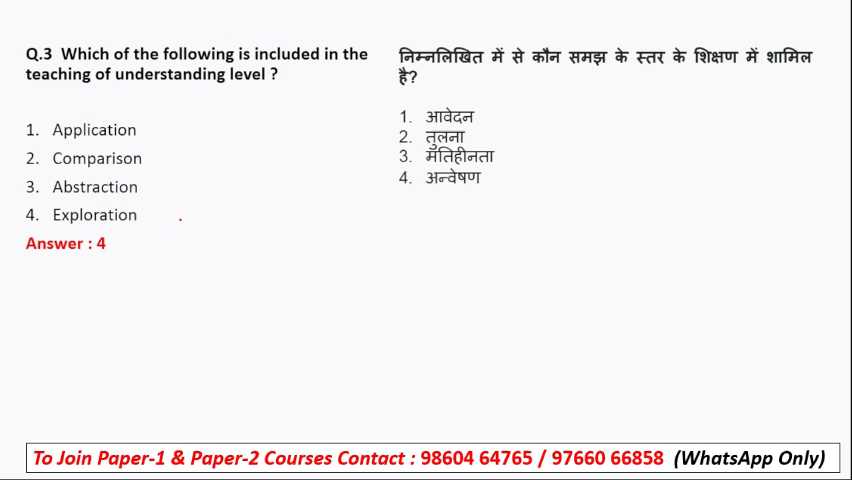 Q.3 Which of the following is included in the
teaching of understanding level ?
1. Application
2. Comparison
3. Abstraction
4. Exploration
Answer : 4
निम्नलिखित में से कौन समझ के स्तर के शिक्षण में शामिल
है?
1. आवेदन
2. तुलना
3. मतिहीनता
4. अन्वेषण
To Join Paper-1 & Paper-2 Courses Contact : 98604 64765 / 97660 66858 (WhatsApp Only)